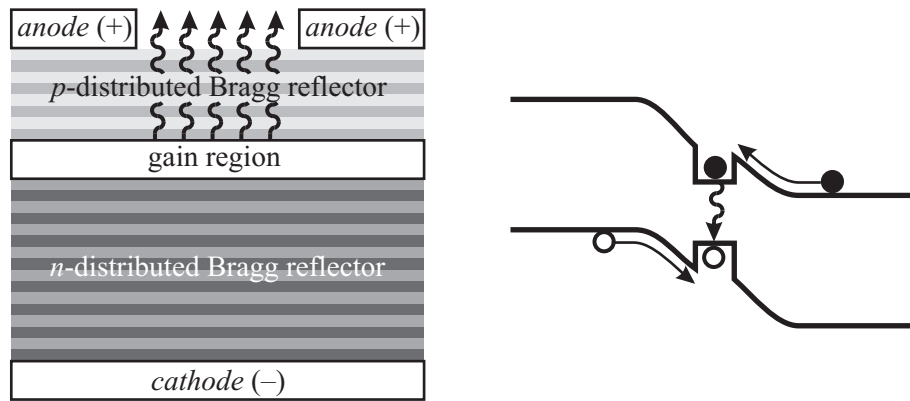 anode (+) anode (+)
p-distributed Bragg reflector
gain region
n-distributed Bragg reflector
cathode (–)